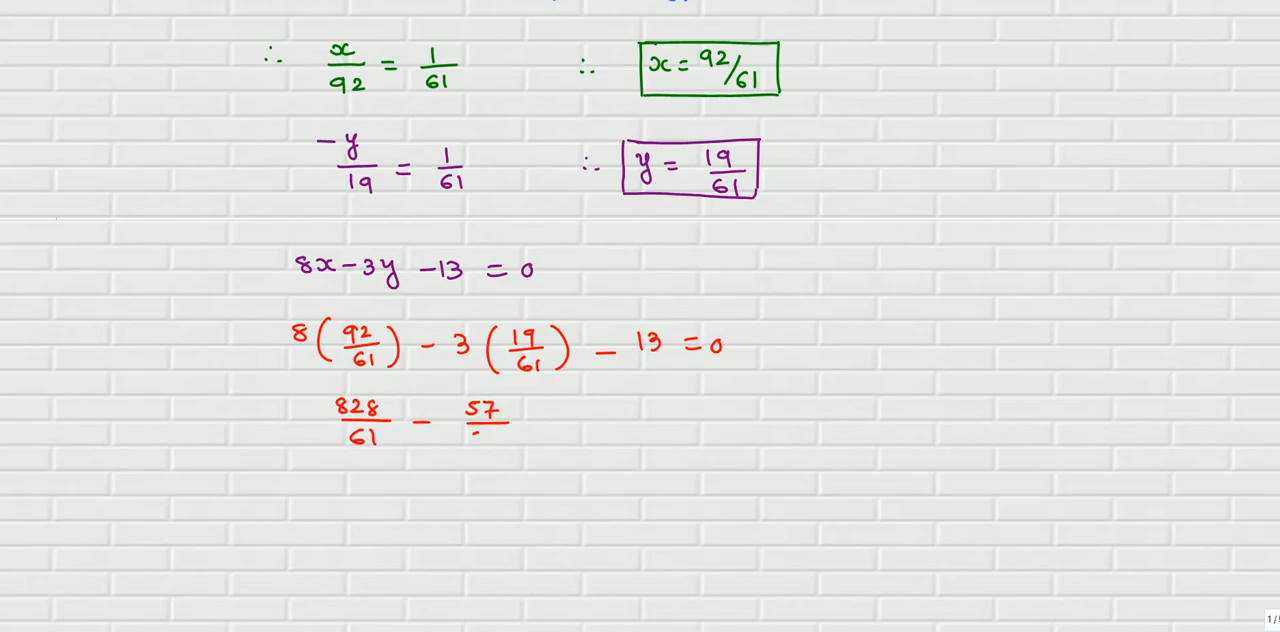 ∴ x/92 = 1/61 ∴ x = 92/61
-y/19 = 1/61 ∴ y = 19/61
8x - 3y - 13 = 0
8(92/61) - 3(19/61) - 13 = 0
828/61 - 57/